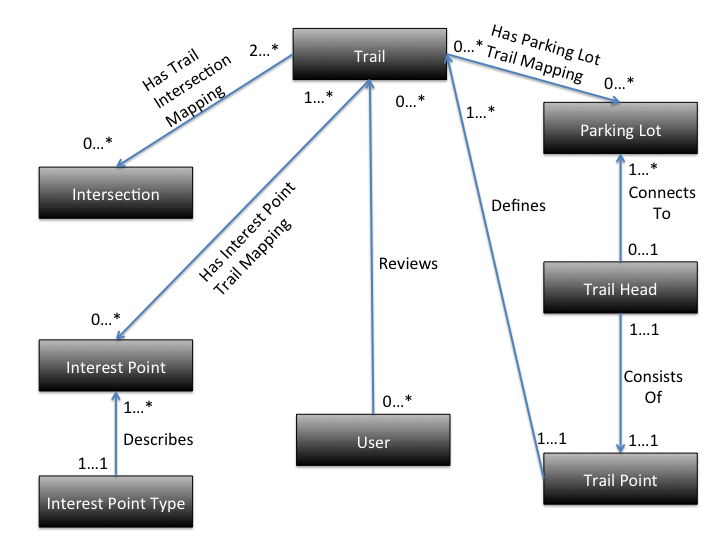 Trail
2...*
0...*
Has Parking Lot
Trail Mapping
0...*
Has Trail
Intersection
Mapping
1...*
0...*
1...*
Parking Lot
0...*
1...*
Connects
To
Intersection
Defines
Has Interest Point
Trail Mapping
0...1
Reviews
Trail Head
0...*
1...1
Interest Point
Consists
Of
1...*
0...*
Describes
User
1...1
1...1
1...1
Trail Point
Interest Point Type